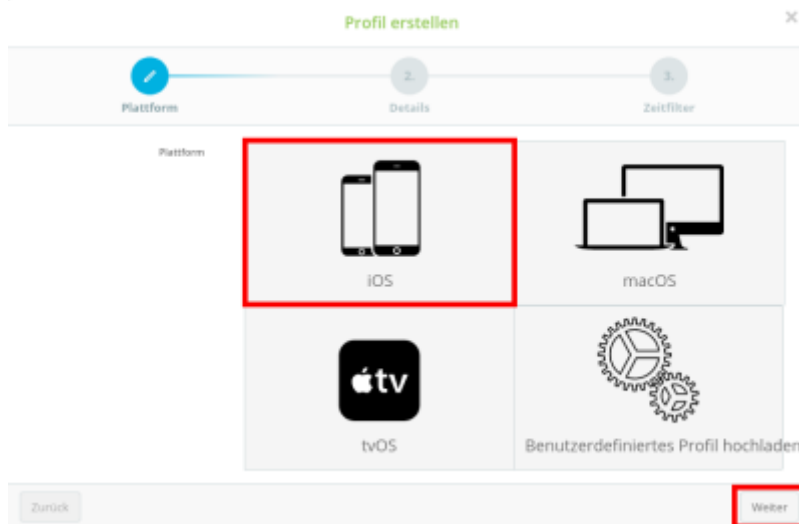 Profil erstellen
×
2.
3.
Plattform
Details
Zeitfilter
Plattform
iOS
macOS
tv
tvOS
Benutzerdefiniertes Profil hochladen
Zurück
Weiter